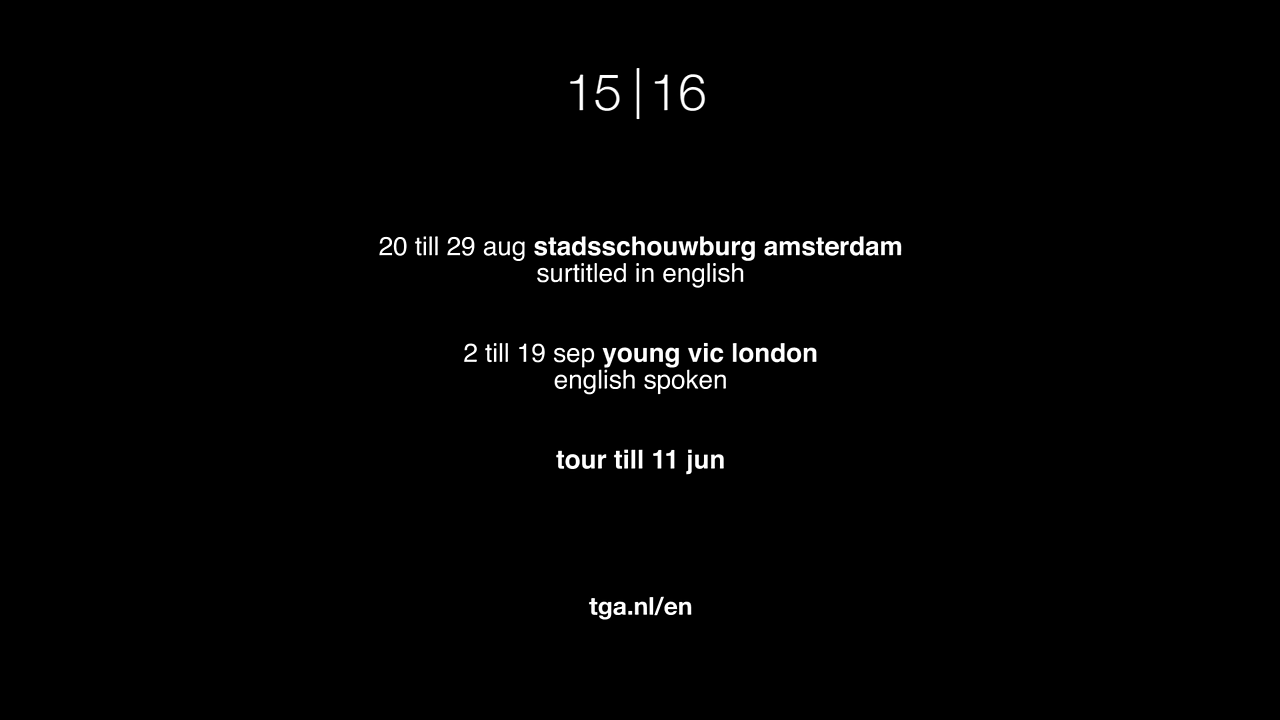 15|16
20 till 29 aug stadsschouwburg amsterdam
surtitled in english
2 till 19 sep young vic london
english spoken
tour till 11 jun
tga.nl/en